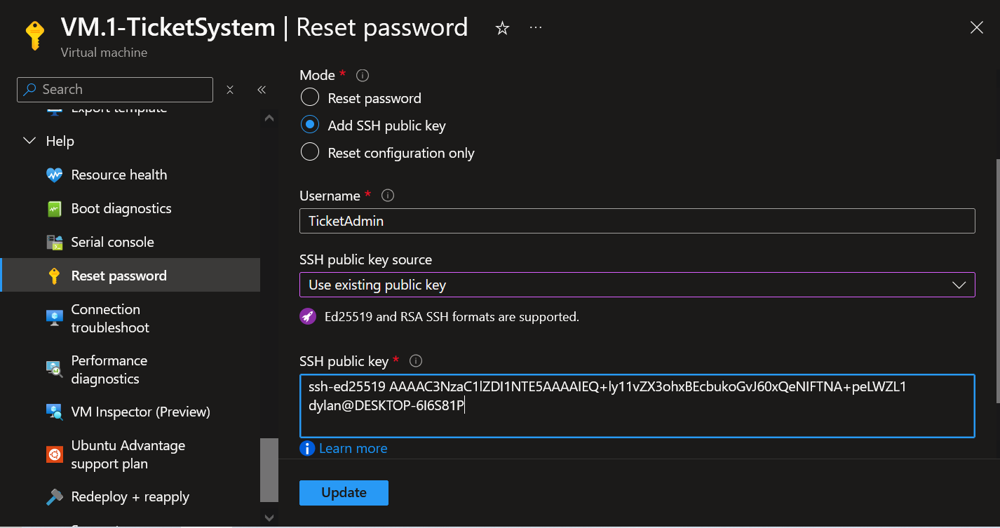 VM.1-TicketSystem | Reset password
Virtual machine
Search
Export template
Help
Resource health
Boot diagnostics
Serial console
Reset password
Connection
troubleshoot
Performance
diagnostics
VM Inspector (Preview)
Ubuntu Advantage
support plan
Redeploy + reapply
Mode *
Reset password
Add SSH public key
Reset configuration only
Username *
TicketAdmin
SSH public key source
Use existing public key
Ed25519 and RSA SSH formats are supported.
SSH public key *
ssh-ed25519 AAAAC3NzaC1lZDI1NTE5AAAAIEQ+ly11vZX3ohxBEcbukoGvJ60xQeNIFTNA+peLWZL1
dylan@DESKTOP-6I6S81P
Learn more
Update